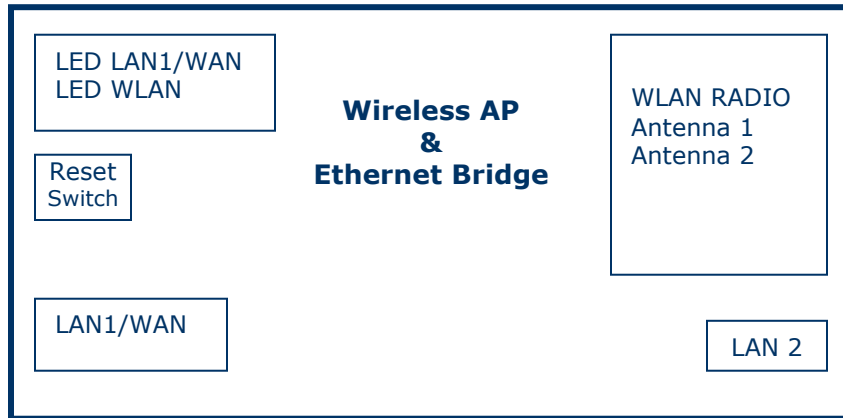 LED LAN1/WAN
LED WLAN
Wireless AP
&
Ethernet Bridge
WLAN RADIO
Antenna 1
Antenna 2
Reset
Switch
LAN1/WAN
LAN 2